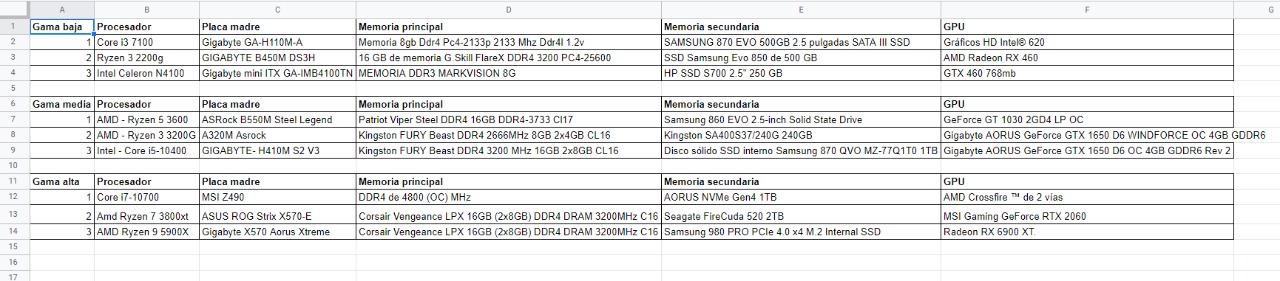 A B C D E F G
1 Gama baja Procesador Placa madre Memoria principal Memoria secundaria GPU
2 1 Core I3 7100 Gigabyte GA-H110M-A Memoria 8gb Ddr4 Pc4-2133p 2133 Mhz Ddr4l 1.2v SAMSUNG 870 EVO 500GB 2.5 pulgadas SATA III SSD Gráficos HD Intel® 620
3 2 Ryzen 3 2200g GIGABYTE B450M DS3H 16 GB de memoria G Skill FlareX DDR4 3200 PC4-25600 SSD Samsung Evo 850 de 500 GB AMD Radeon RX 460
4 3 Intel Celeron N4100 Gigabyte mini ITX GA-IMB4100TN MEMORIA DDR3 MARKVISION 8G HP SSD S700 2.5" 250 GB GTX 460 768mb
5
6 Gama media Procesador Placa madre Memoria principal Memoria secundaria GPU
7 1 AMD - Ryzen 5 3600 ASRock B550M Steel Legend Patriot Viper Steel DDR4 16GB DDR4-3733 Cl17 Samsung 860 EVO 2.5-inch Solid State Drive GeForce GT 1030 2GD4 LP OC
8 2 AMD - Ryzen 3 3200G A320M Asrock Kingston FURY Beast DDR4 2666MHz 8GB 2x4GB CL16 Kingston SA400S37/240G 240GB Gigabyte AORUS GeForce GTX 1650 D6 WINDFORCE OC 4GB GDDR6
9 3 Intel - Core i5-10400 GIGABYTE- H410M S2 V3 Kingston FURY Beast DDR4 3200 MHz 16GB 2x8GB CL16 Disco sólido SSD interno Samsung 870 QVO MZ-77Q1T0 1TB Gigabyte AORUS GeForce GTX 1650 D6 OC 4GB GDDR6 Rev 2
10
11 Gama alta Procesador Placa madre Memoria principal Memoria secundaria GPU
12 1 Core i7-10700 MSI Z490 DDR4 de 4800 (OC) MHz AORUS NVMe Gen4 1TB AMD Crossfire ™ de 2 vías
13 2 Amd Ryzen 7 3800xt ASUS ROG Strix X570-E Corsair Vengeance LPX 16GB (2x8GB) DDR4 DRAM 3200MHz C16 Seagate FireCuda 520 2TB MSI Gaming GeForce RTX 2060
14 3 AMD Ryzen 9 5900X Gigabyte X570 Aorus Xtreme Corsair Vengeance LPX 16GB (2x8GB) DDR4 DRAM 3200MHz C16 Samsung 980 PRO PCIe 4.0 x4 M.2 Internal SSD Radeon RX 6900 XT.
15
16
17